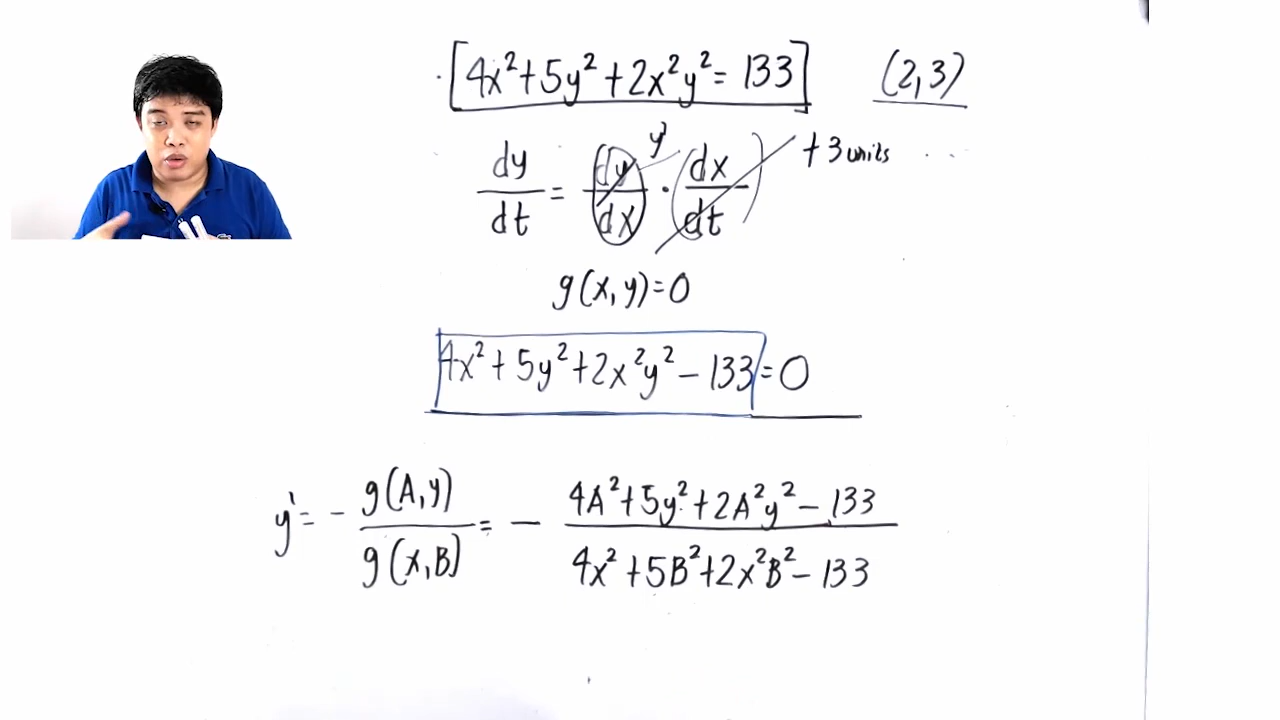 [4x²+5y²+2x²y²=133] (2,3)
dy/dt = (dy/dx) y' · (dx/dt) +3 units
g(x,y)=0
4x²+5y²+2x²y²-133=0
y'= - g(A,y)/g(x,B) = - (4A²+5y²+2A²y²-133)/(4x²+5B²+2x²B²-133)